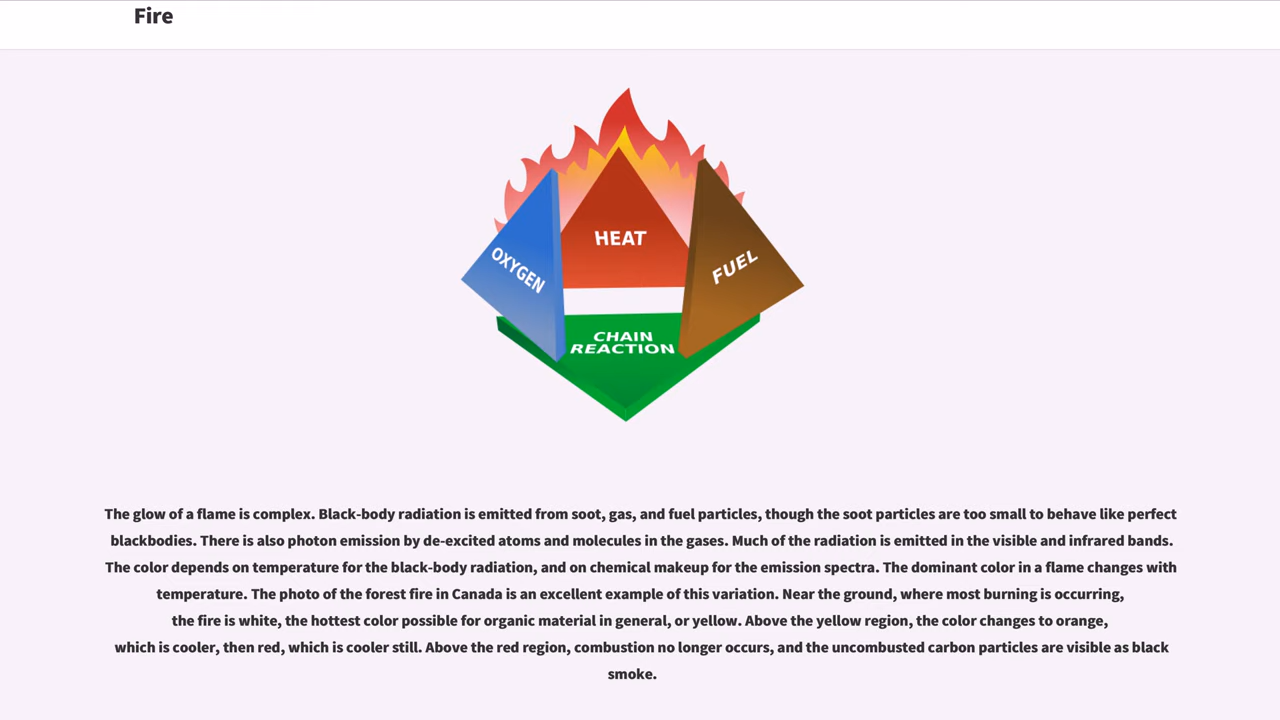 Fire
HEAT
OXYGEN
FUEL
CHAIN
REACTION
The glow of a flame is complex. Black-body radiation is emitted from soot, gas, and fuel particles, though the soot particles are too small to behave like perfect
blackbodies. There is also photon emission by de-excited atoms and molecules in the gases. Much of the radiation is emitted in the visible and infrared bands.
The color depends on temperature for the black-body radiation, and on chemical makeup for the emission spectra. The dominant color in a flame changes with
temperature. The photo of the forest fire in Canada is an excellent example of this variation. Near the ground, where most burning is occurring,
the fire is white, the hottest color possible for organic material in general, or yellow. Above the yellow region, the color changes to orange,
which is cooler, then red, which is cooler still. Above the red region, combustion no longer occurs, and the uncombusted carbon particles are visible as black
smoke.